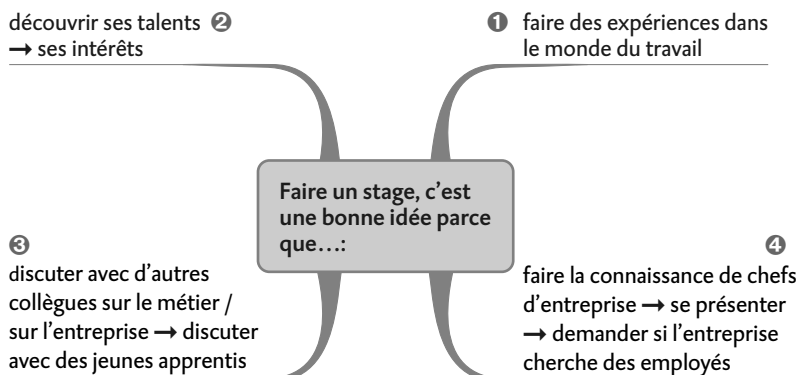 découvrir ses talents ❷
→ ses intérêts
❶ faire des expériences dans
le monde du travail
Faire un stage, c’est
une bonne idée parce
que…:
❸
discuter avec d’autres
collègues sur le métier /
sur l’entreprise → discuter
avec des jeunes apprentis
❹
faire la connaissance de chefs
d’entreprise → se présenter
→ demander si l’entreprise
cherche des employés